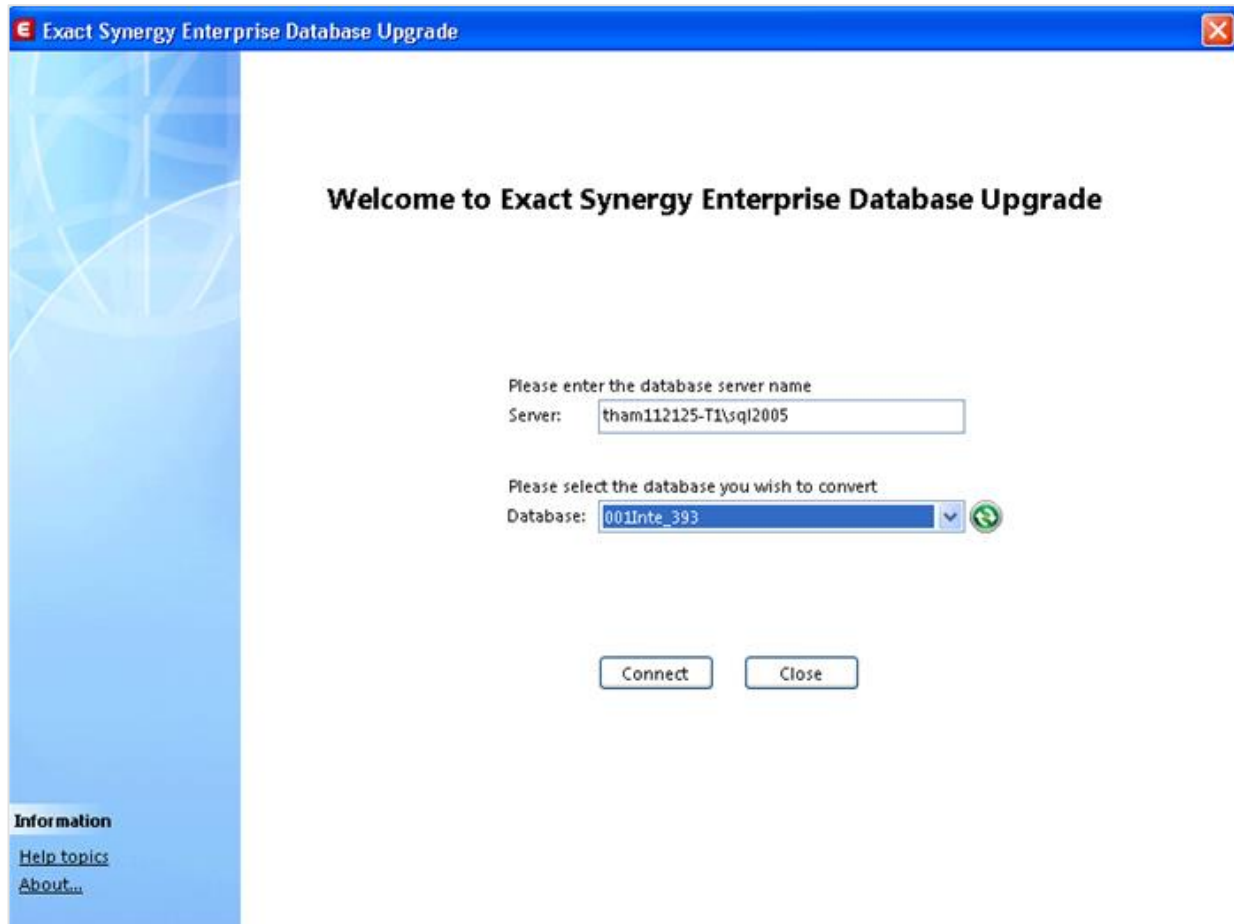 Exact Synergy Enterprise Database Upgrade
Welcome to Exact Synergy Enterprise Database Upgrade
Please enter the database server name
Server: tham112125-T1\sql2005
Please select the database you wish to convert
Database: 001Inte_393
Connect Close
Information
Help topics
About...